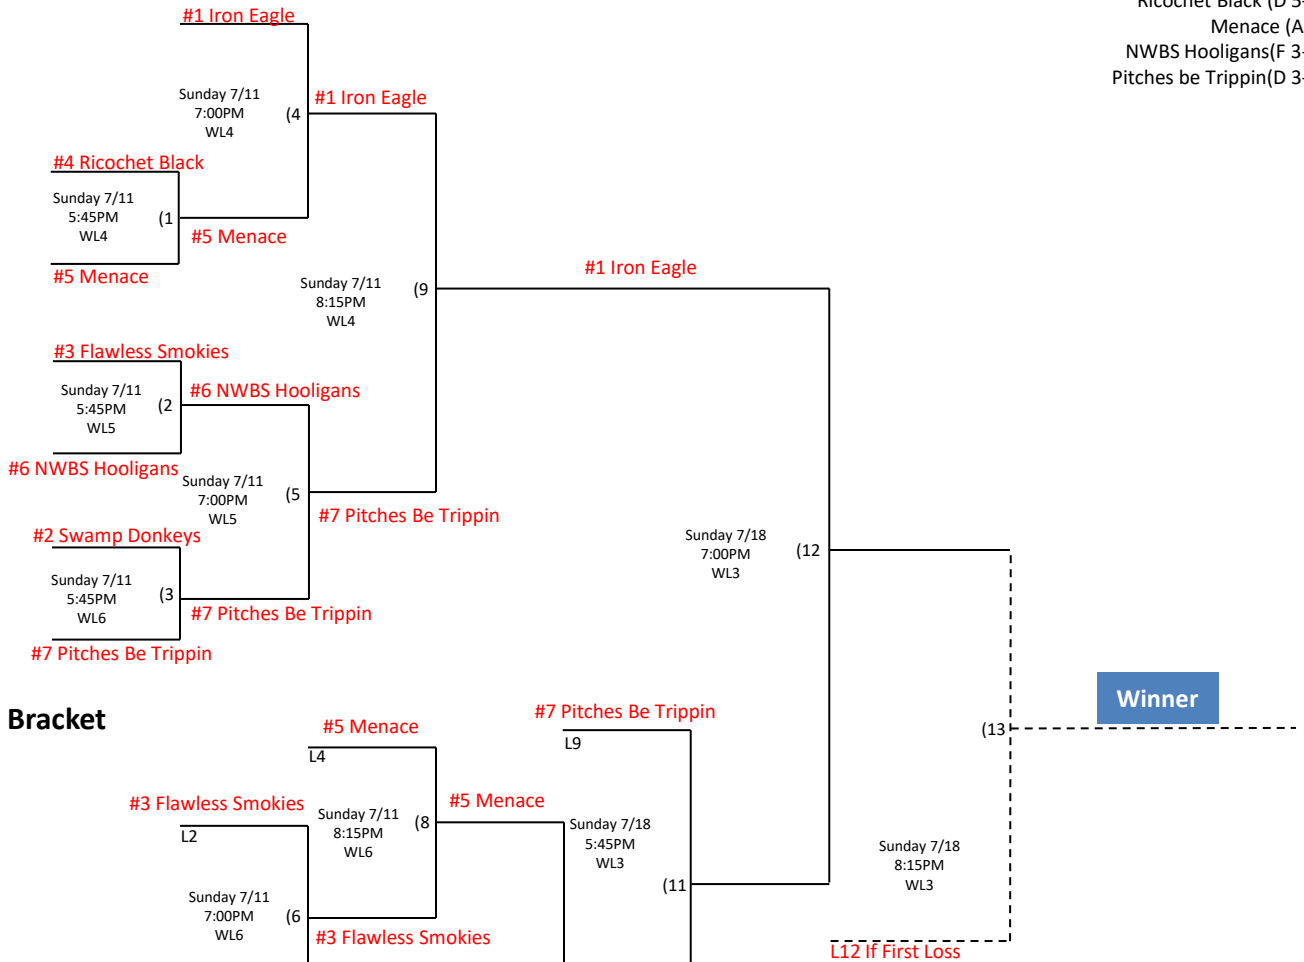 Ricochet Black (D 5-
Menace (A
NWBS Hooligans(F 3-
Pitches be Trippin(D 3-
#1 Iron Eagle
Sunday 7/11
7:00PM
WL4
(4
#1 Iron Eagle
#4 Ricochet Black
Sunday 7/11
5:45PM
WL4
(1
#5 Menace
#5 Menace
Sunday 7/11
8:15PM
WL4
(9
#1 Iron Eagle
#3 Flawless Smokies
Sunday 7/11
5:45PM
WL5
(2
#6 NWBS Hooligans
#6 NWBS Hooligans
Sunday 7/11
7:00PM
WL5
(5
#7 Pitches Be Trippin
#2 Swamp Donkeys
Sunday 7/11
5:45PM
WL6
(3
#7 Pitches Be Trippin
#7 Pitches Be Trippin
Sunday 7/18
7:00PM
WL3
(12
Winner
(13
Bracket
#5 Menace
L4
#7 Pitches Be Trippin
L9
#3 Flawless Smokies
L2
Sunday 7/11
8:15PM
WL6
(8
#5 Menace
Sunday 7/18
5:45PM
WL3
(11
Sunday 7/18
8:15PM
WL3
Sunday 7/11
7:00PM
WL6
(6
#3 Flawless Smokies
L12 If First Loss